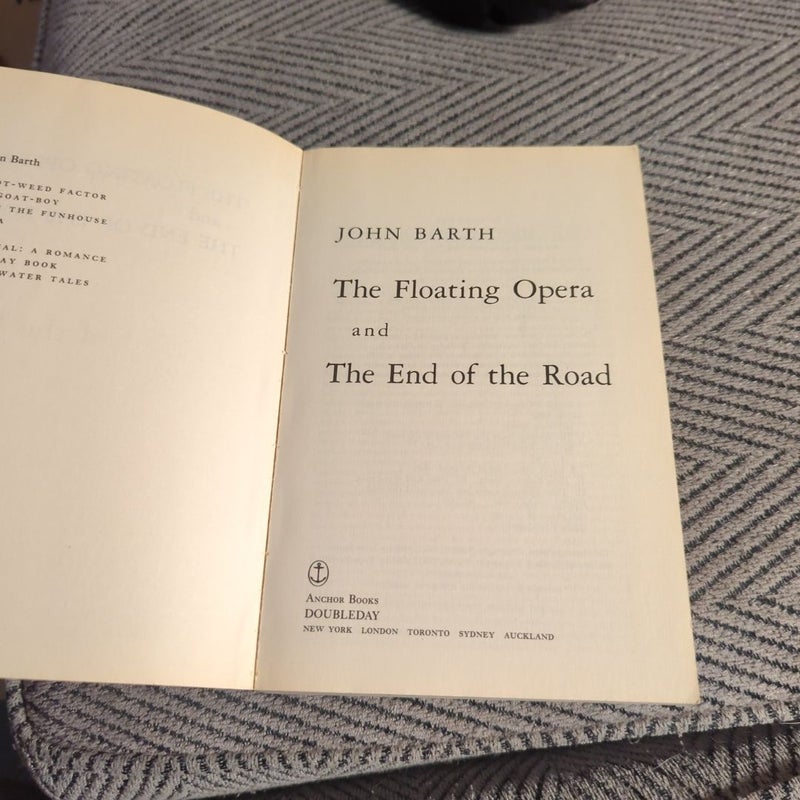 n Barth
OT-WEED FACTOR
GOAT-BOY
THE FUNHOUSE
A
AL: A ROMANCE
AY BOOK
WATER TALES
JOHN BARTH
The Floating Opera
and
The End of the Road
ANCHOR BOOKS
DOUBLEDAY
NEW YORK LONDON TORONTO SYDNEY AUCKLAND